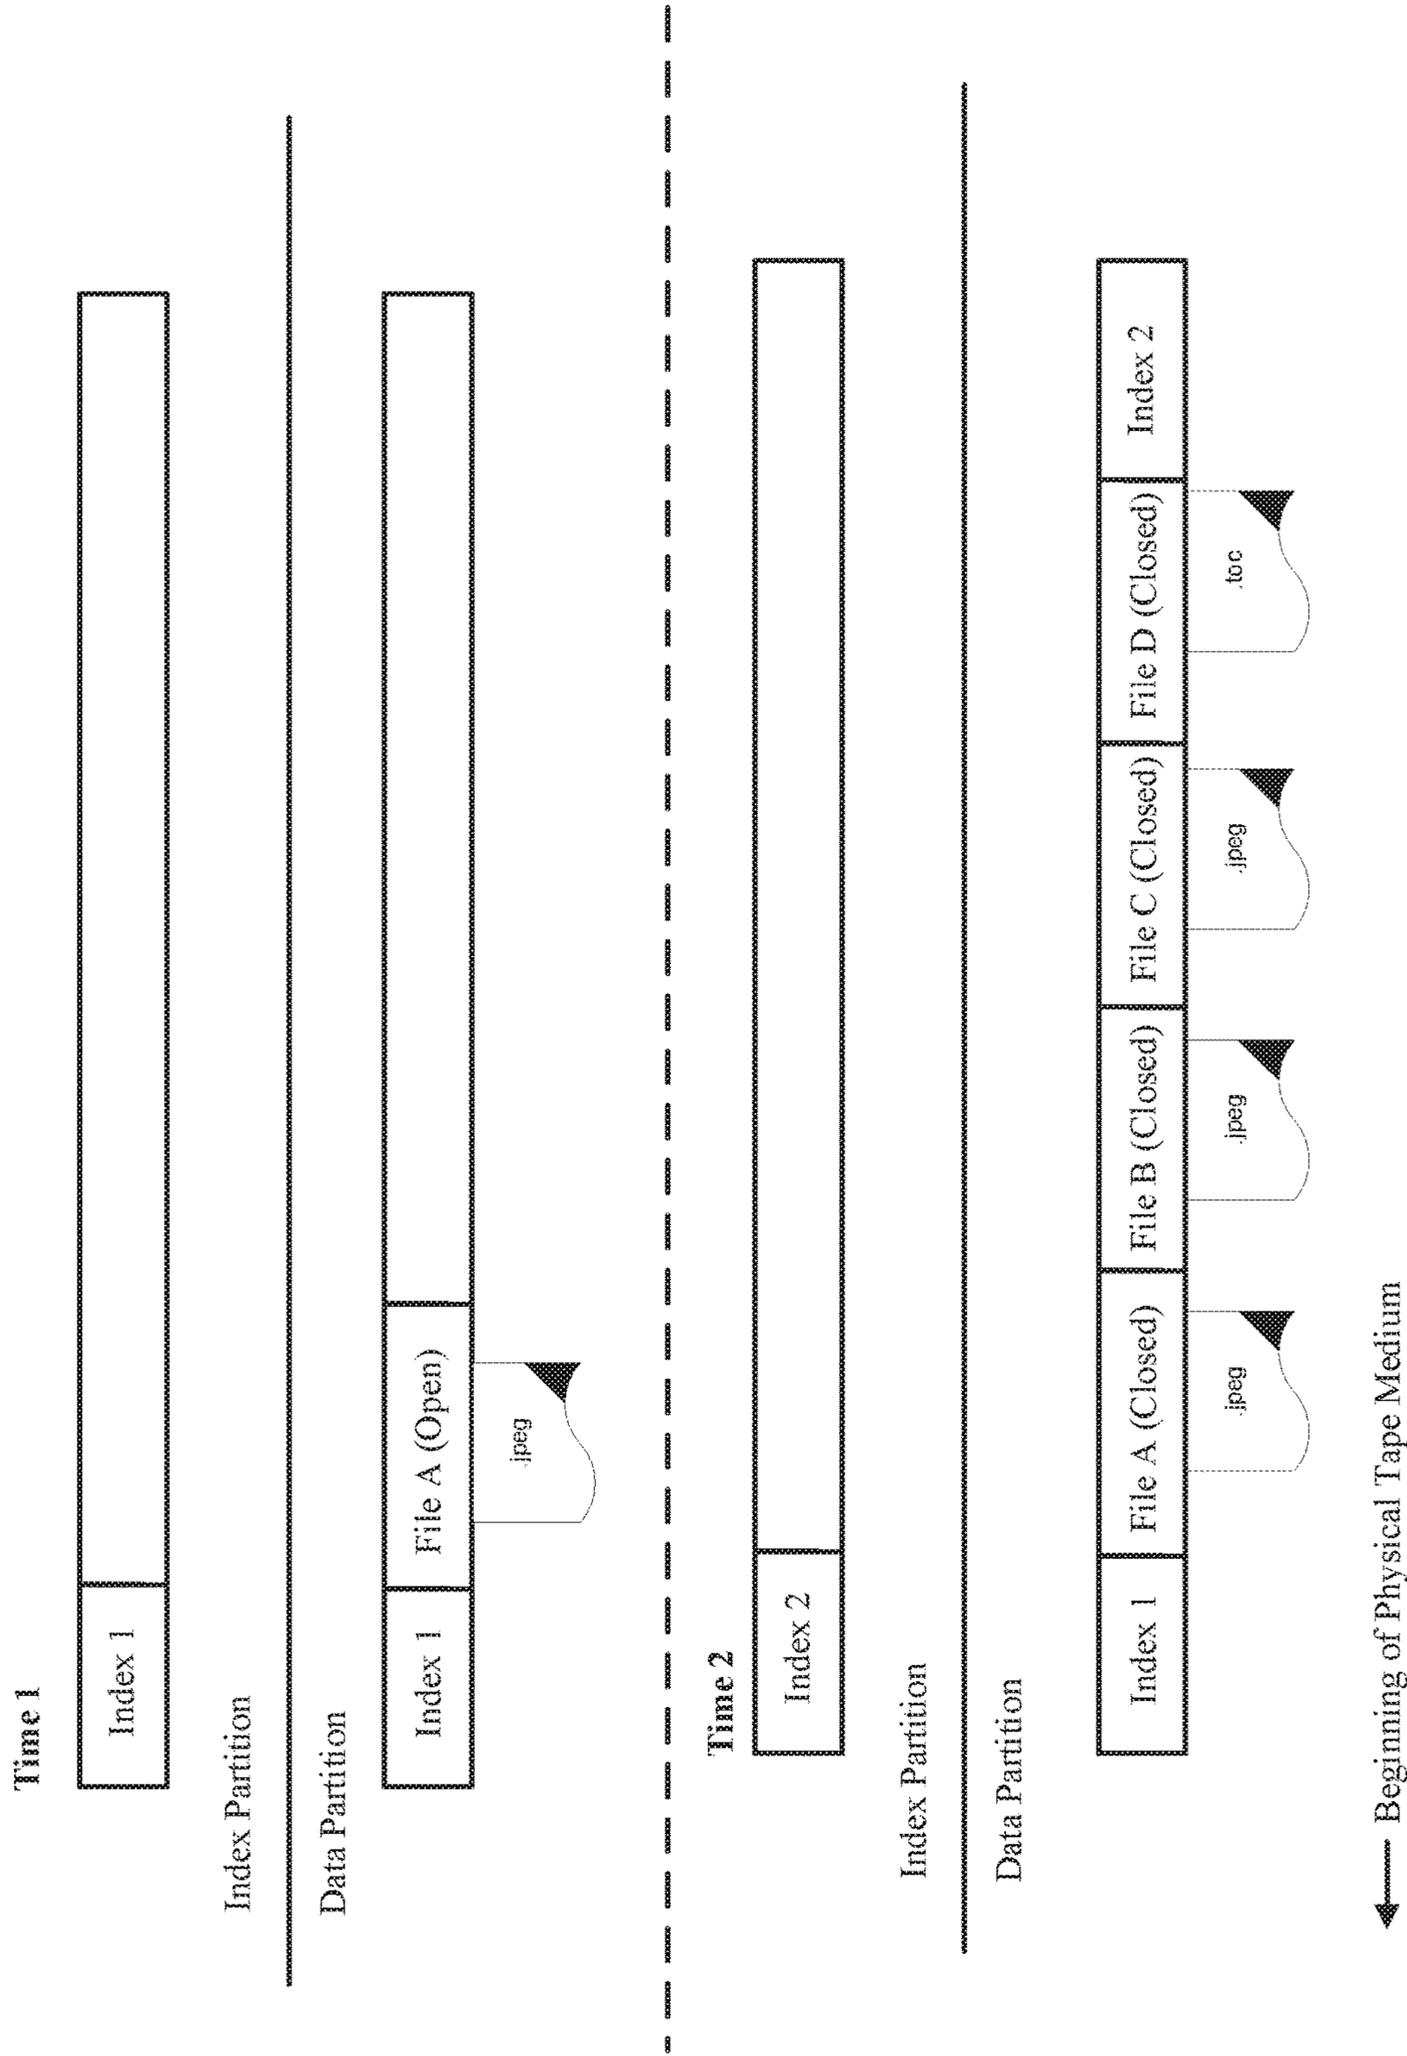 Time 1
Index 1
Index Partition
Data Partition
Index 1
File A (Open)
.jpeg
Time 2
Index 2
Index Partition
Data Partition
Index 1
File A (Closed)
File B (Closed)
File C (Closed)
File D (Closed)
Index 2
.jpeg
.jpeg
.jpeg
.toc
Beginning of Physical Tape Medium